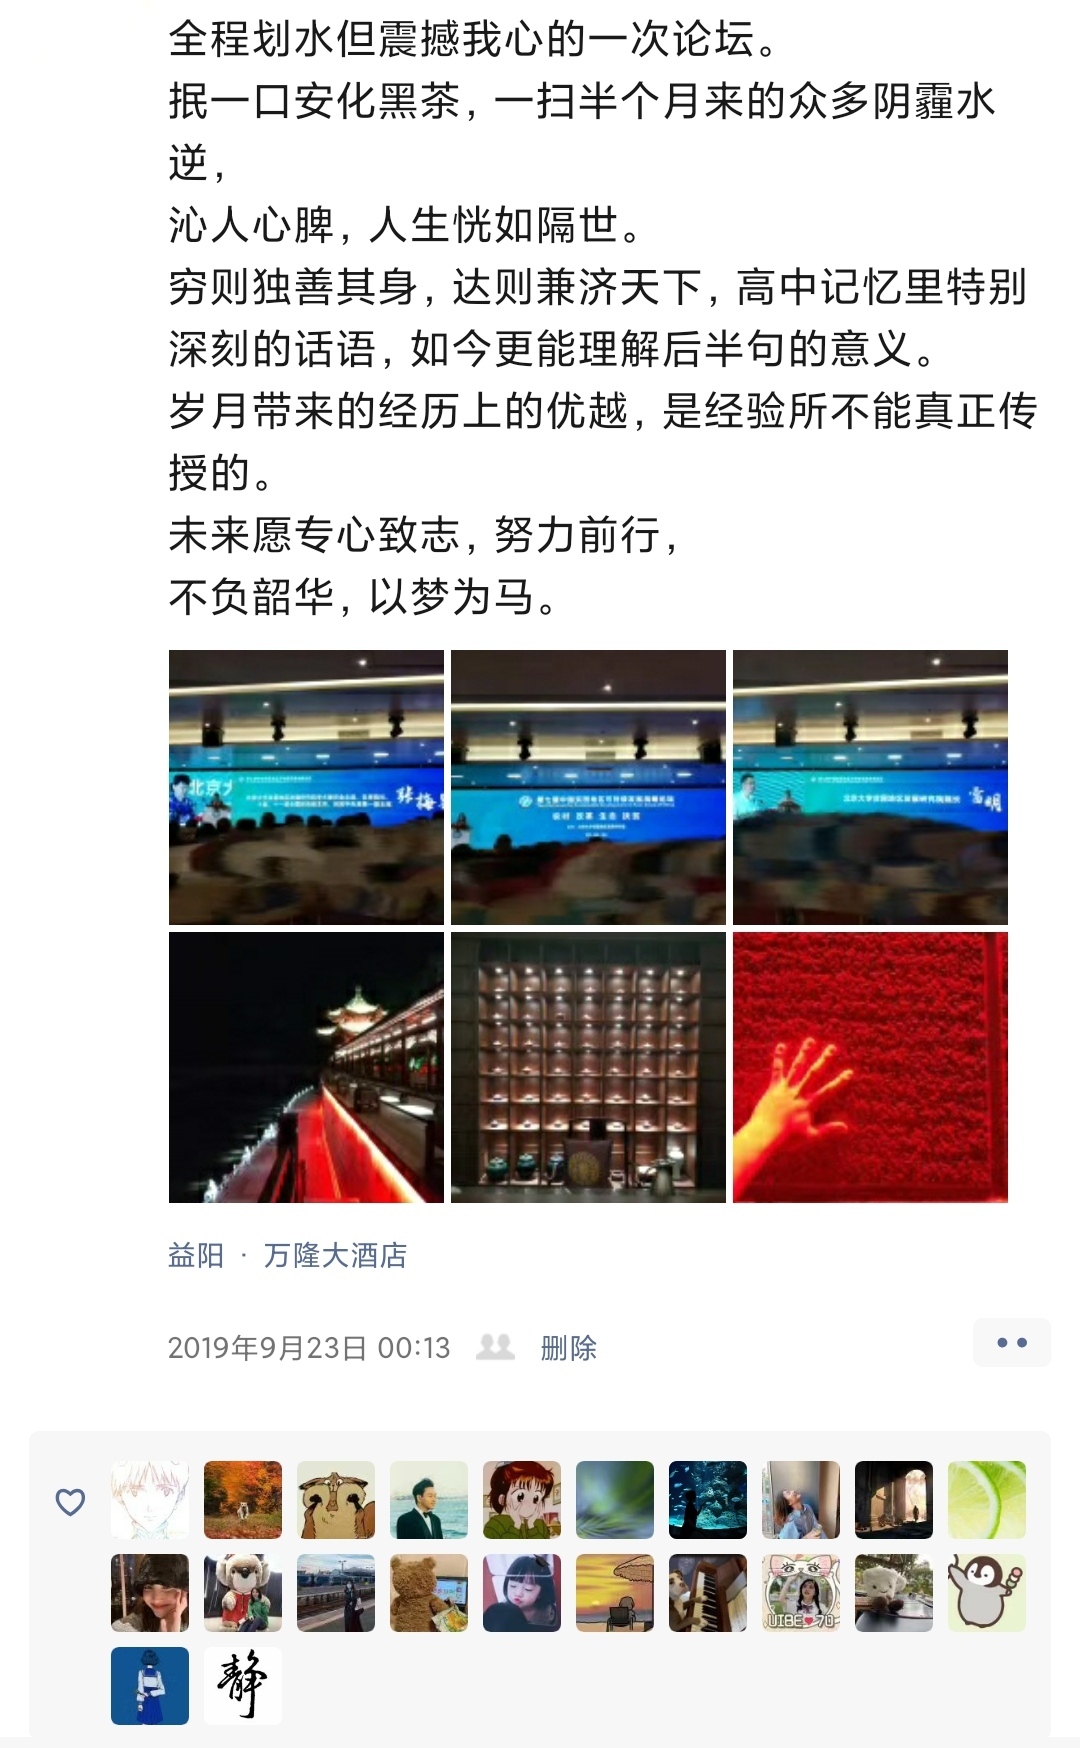 全程划水但震撼我心的一次论坛。
抿一口安化黑茶，一扫半个月来的众多阴霾水
逆，
沁人心脾，人生恍如隔世。
穷则独善其身，达则兼济天下，高中记忆里特别
深刻的话语，如今更能理解后半句的意义。
岁月带来的经历上的优越，是经验所不能真正传
授的。
未来愿专心致志，努力前行，
不负韶华，以梦为马。
北京大
张梅
雷明
益阳 · 万隆大酒店
2019年9月23日 00:13 删除
UIBE 70
静